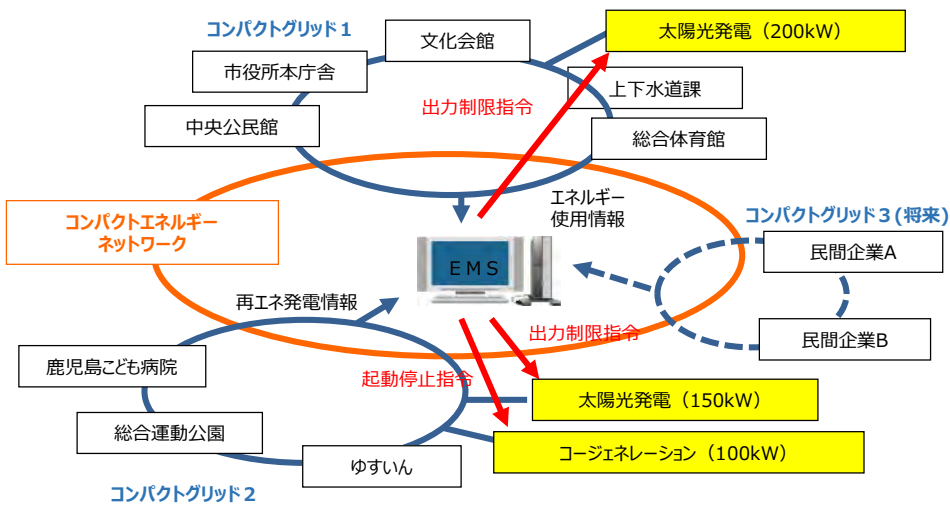 コンパクトグリッド１
文化会館
太陽光発電（200kW）
市役所本庁舎
上下水道課
出力制限指令
中央公民館
総合体育館
エネルギー
使用情報
コンパクトエネルギー
ネットワーク
コンパクトグリッド３(将来)
民間企業A
ＥＭＳ
再エネ発電情報
出力制限指令
民間企業B
鹿児島こども病院
起動停止指令
太陽光発電（150kW）
総合運動公園
コージェネレーション（100kW）
ゆすいん
コンパクトグリッド２